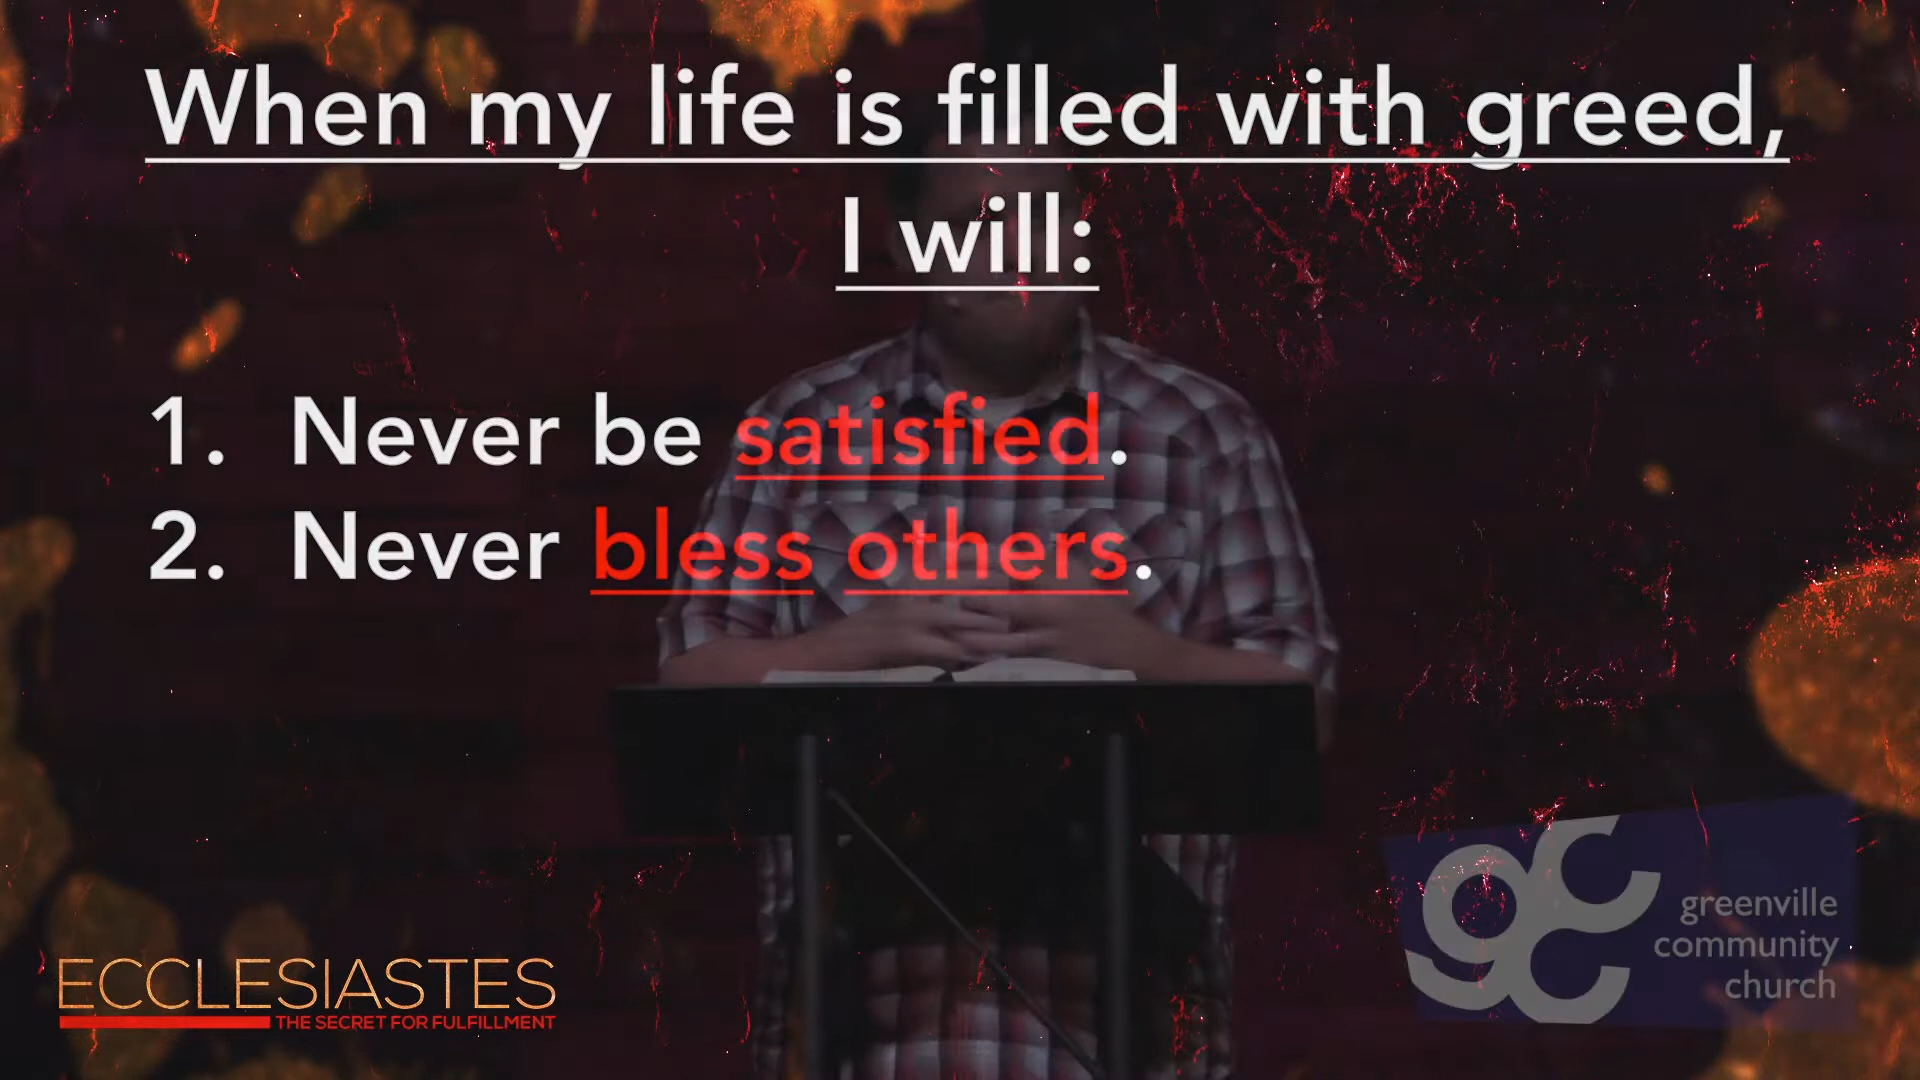 When my life is filled with greed,
I will:
1. Never be satisfied.
2. Never bless others.
ECCLESIASTES
THE SECRET FOR FULFILLMENT
gc
greenville
community
church